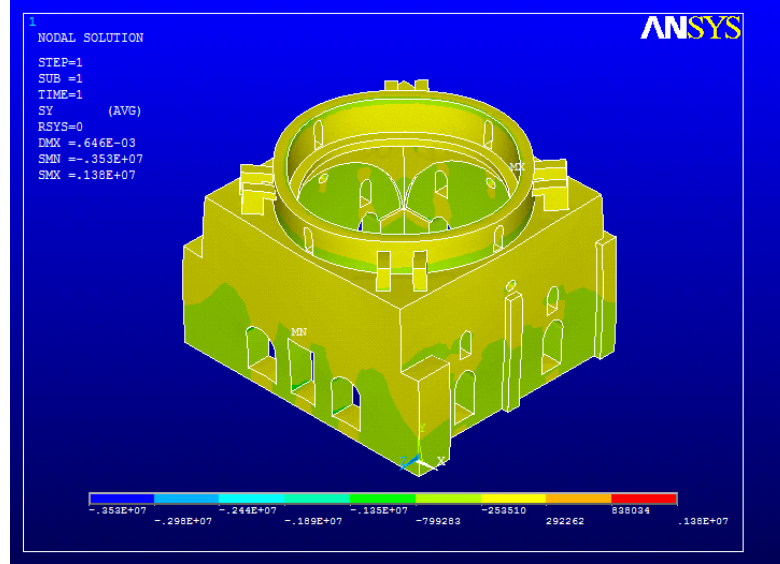 1
ANSYS
NODAL SOLUTION
STEP=1
SUB =1
TIME=1
SY (AVG)
RSYS=0
DMX =.646E-03
SMN =-.353E+07
SMX =.138E+07
MX
MN
Y
Z X
-.353E+07 -.244E+07 -.135E+07 -253510 838034
-.298E+07 -.189E+07 -799283 292262 .138E+07